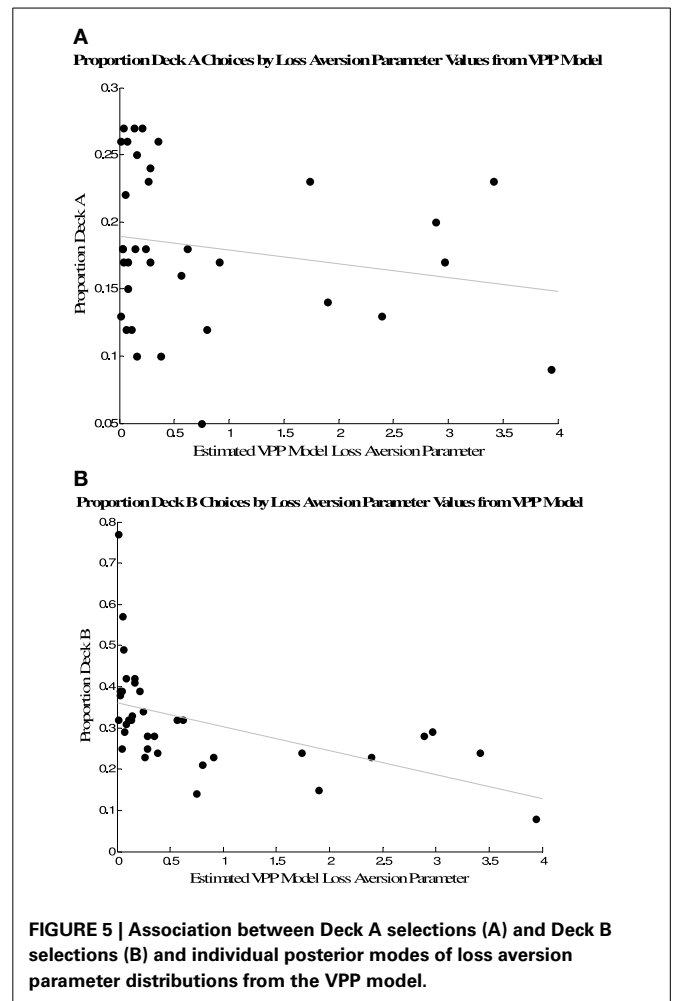 A
Proportion Deck A Choices by Loss Aversion Parameter Values from VPP Model
0.3
0.25
0.2
0.15
0.1
0.05
Proportion Deck A
0 0.5 1 1.5 2 2.5 3 3.5 4
Estimated VPP Model Loss Aversion Parameter
B
Proportion Deck B Choices by Loss Aversion Parameter Values from VPP Model
0.8
0.7
0.6
0.5
0.4
0.3
0.2
0.1
0
Proportion Deck B
0 0.5 1 1.5 2 2.5 3 3.5 4
Estimated VPP Model Loss Aversion Parameter
FIGURE 5 | Association between Deck A selections (A) and Deck B
selections (B) and individual posterior modes of loss aversion
parameter distributions from the VPP model.